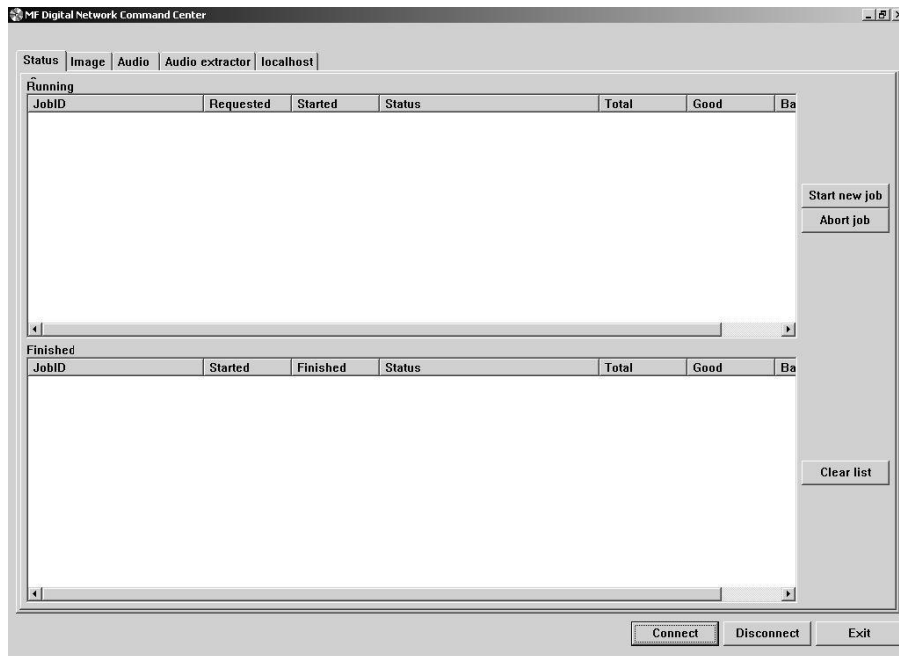 MF Digital Network Command Center
Status Image Audio Audio extractor localhost
Running
JobID Requested Started Status Total Good Ba
Start new job
Abort job
Finished
JobID Started Finished Status Total Good Ba
Clear list
Connect Disconnect Exit